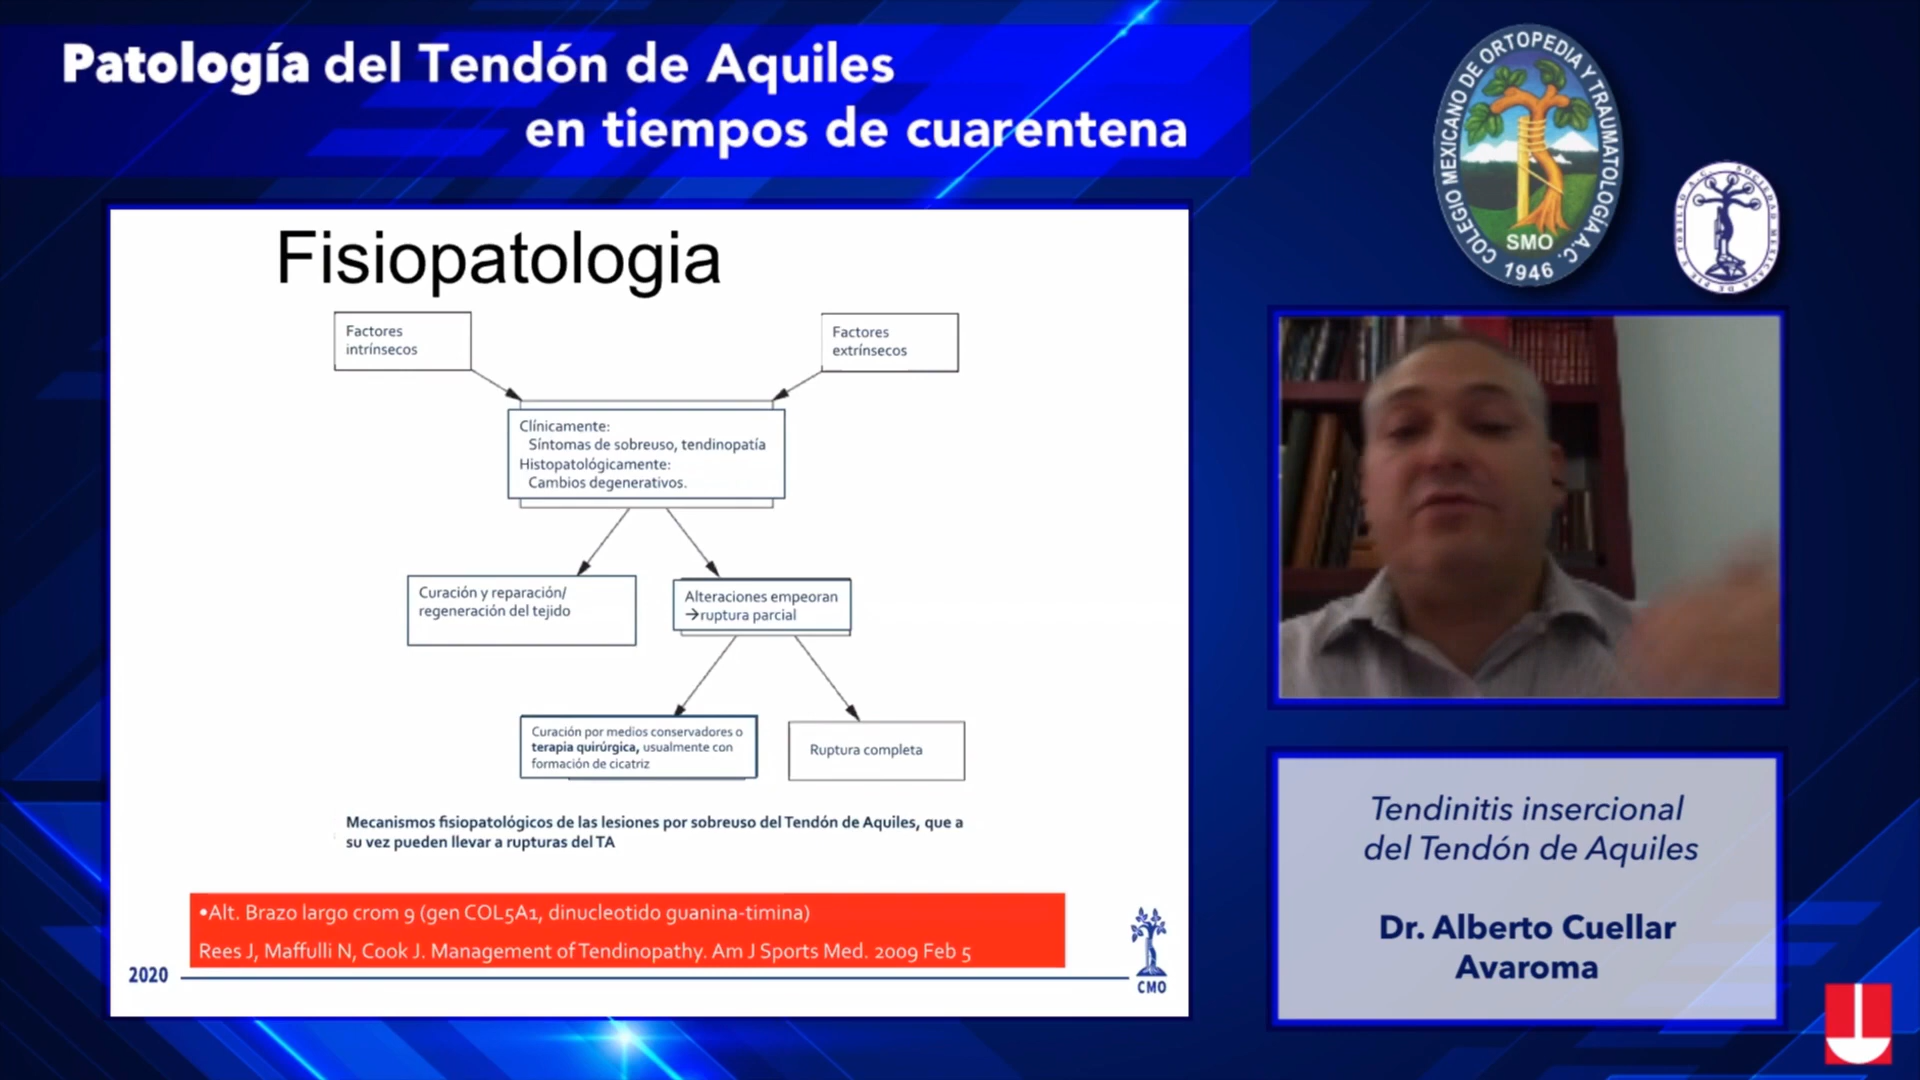 Patología del Tendón de Aquiles
en tiempos de cuarentena
COLEGIO MEXICANO DE ORTOPEDIA Y TRAUMATOLOGÍA A.C.
SMO
1946
Fisiopatologia
Factores
intrínsecos
Factores
extrínsecos
Clínicamente:
Síntomas de sobreuso, tendinopatía
Histopatológicamente:
Cambios degenerativos.
Curación y reparación/
regeneración del tejido
Alteraciones empeoran
→ruptura parcial
Curación por medios conservadores o
terapia quirúrgica, usualmente con
formación de cicatriz
Ruptura completa
Mecanismos fisiopatológicos de las lesiones por sobreuso del Tendón de Aquiles, que a
su vez pueden llevar a rupturas del TA
•Alt. Brazo largo crom 9 (gen COL5A1, dinucleotido guanina-timina)
Rees J, Maffulli N, Cook J. Management of Tendinopathy. Am J Sports Med. 2009 Feb 5
2020
CMO
Tendinitis insercional
del Tendón de Aquiles
Dr. Alberto Cuellar
Avaroma